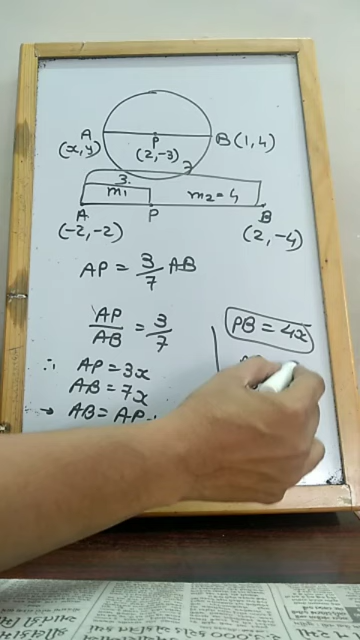 A P B (1, 4)
(x, y) (2, -3)
3 7
m1 m2 = 4
A P B
(-2, -2) (2, -4)
AP = 3/7 AB
AP/AB = 3/7 PB = 4x
∴ AP = 3x
AB = 7x
→ AB = AP